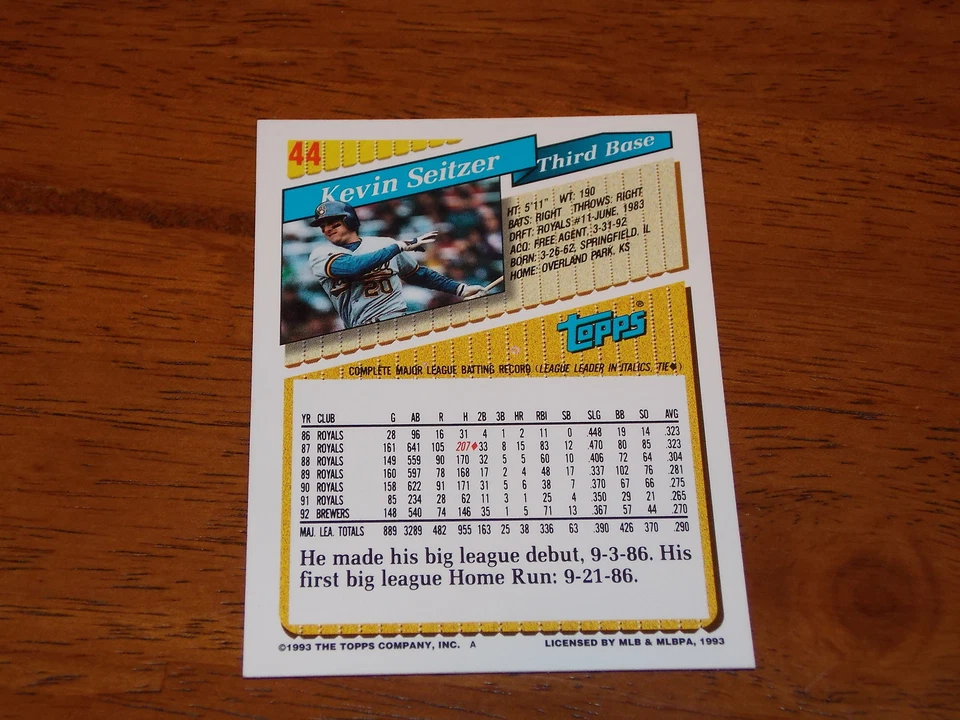 44
Kevin Seitzer
Third Base
HT: 5'11" WT: 190
BATS: RIGHT THROWS: RIGHT
DRFT: ROYALS #11-JUNE, 1983
ACQ: FREE AGENT, 3-31-92
BORN: 3-26-62, SPRINGFIELD, IL
HOME: OVERLAND PARK, KS
20
topps®
COMPLETE MAJOR LEAGUE BATTING RECORD (LEAGUE LEADER IN ITALICS, TIE♦)
YR CLUB G AB R H 2B 3B HR RBI SB SLG BB SO AVG
86 ROYALS 28 96 16 31 4 1 2 11 0 .448 19 14 .323
87 ROYALS 161 641 105 207♦ 33 8 15 83 12 .470 80 85 .323
88 ROYALS 149 559 90 170 32 5 5 60 10 .406 72 64 .304
89 ROYALS 160 597 78 168 17 2 4 48 17 .337 102 76 .281
90 ROYALS 158 622 91 171 31 5 6 38 7 .370 67 66 .275
91 ROYALS 85 234 28 62 11 3 1 25 4 .350 29 21 .265
92 BREWERS 148 540 74 146 35 1 5 71 13 .367 57 44 .270
MAJ. LEA. TOTALS 889 3289 482 955 163 25 38 336 63 .390 426 370 .290
He made his big league debut, 9-3-86. His
first big league Home Run: 9-21-86.
©1993 THE TOPPS COMPANY, INC. A
LICENSED BY MLB & MLBPA, 1993